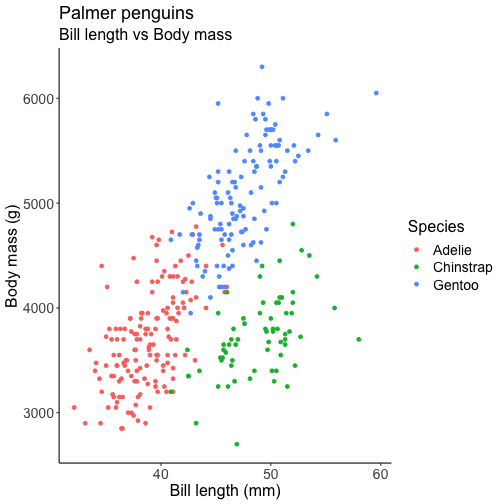 Palmer penguins
Bill length vs Body mass
6000
5000
4000
3000
Body mass (g)
40
50
60
Bill length (mm)
Species
Adelie
Chinstrap
Gentoo